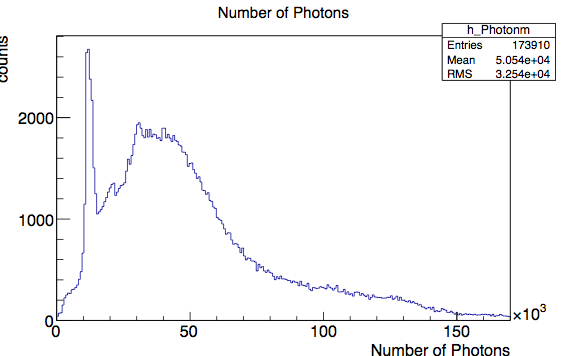 Number of Photons
h_Photonm
Entries 173910
Mean 5.054e+04
RMS 3.254e+04
counts
2000
1000
0
0 50 100 150 ×10³
Number of Photons